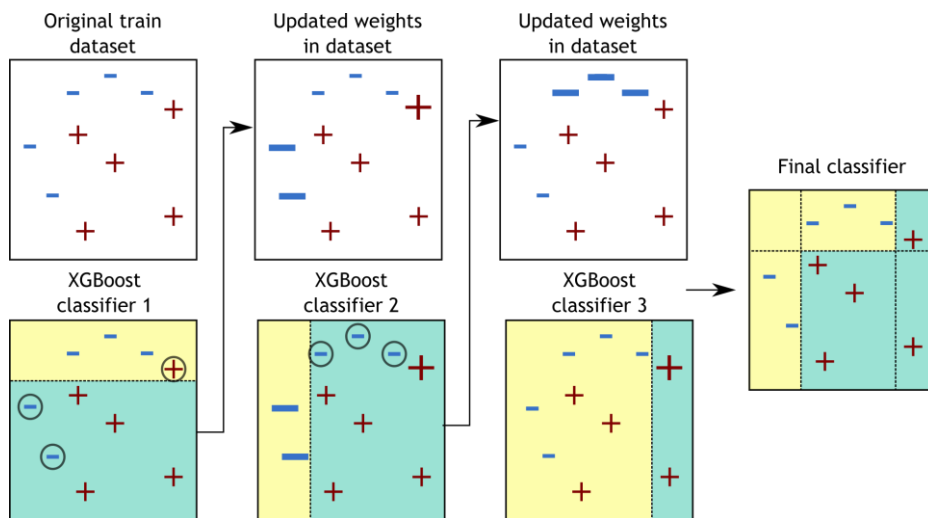 Original train
dataset
Updated weights
in dataset
Updated weights
in dataset
XGBoost
classifier 1
XGBoost
classifier 2
XGBoost
classifier 3
Final classifier